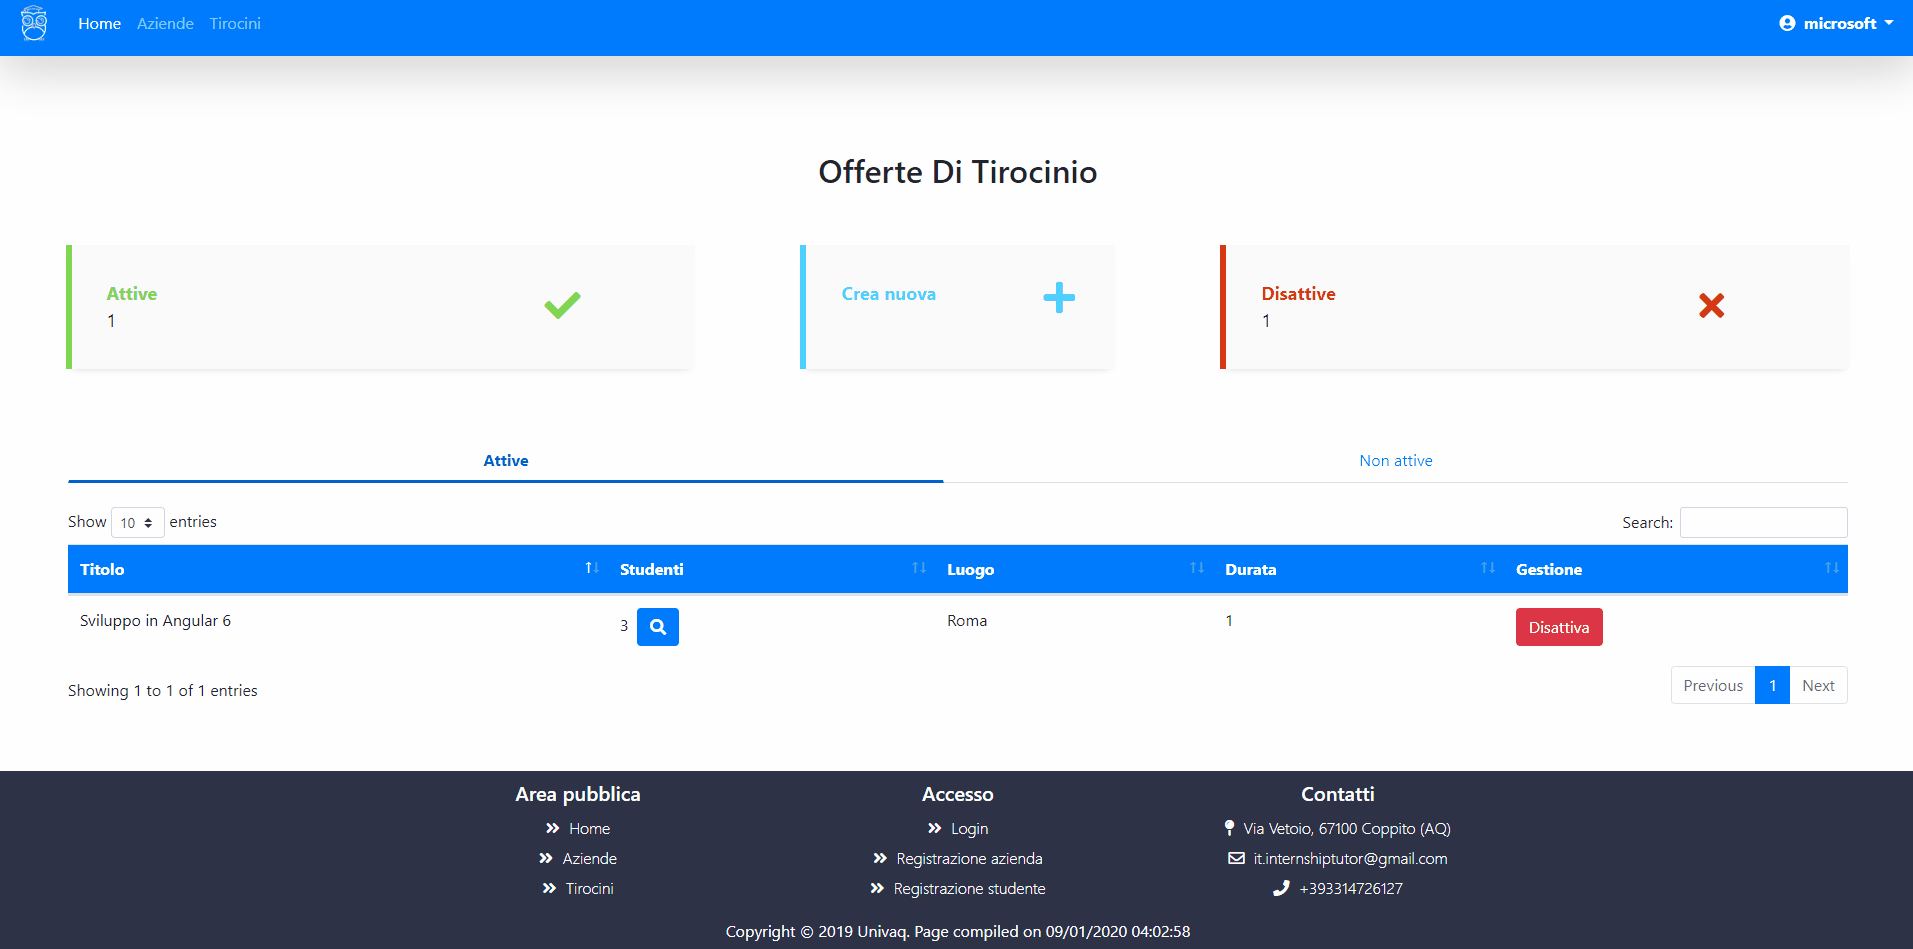 Home Aziende Tirocini microsoft
Offerte Di Tirocinio
Attive
1
Crea nuova
Disattive
1
Attive Non attive
Show 10 entries Search:
Titolo Studenti Luogo Durata Gestione
Sviluppo in Angular 6 3 Roma 1 Disattiva
Showing 1 to 1 of 1 entries Previous 1 Next
Area pubblica
Home
Aziende
Tirocini
Accesso
Login
Registrazione azienda
Registrazione studente
Contatti
Via Vetoio, 67100 Coppito (AQ)
it.internshiptutor@gmail.com
+393314726127
Copyright © 2019 Univaq. Page compiled on 09/01/2020 04:02:58